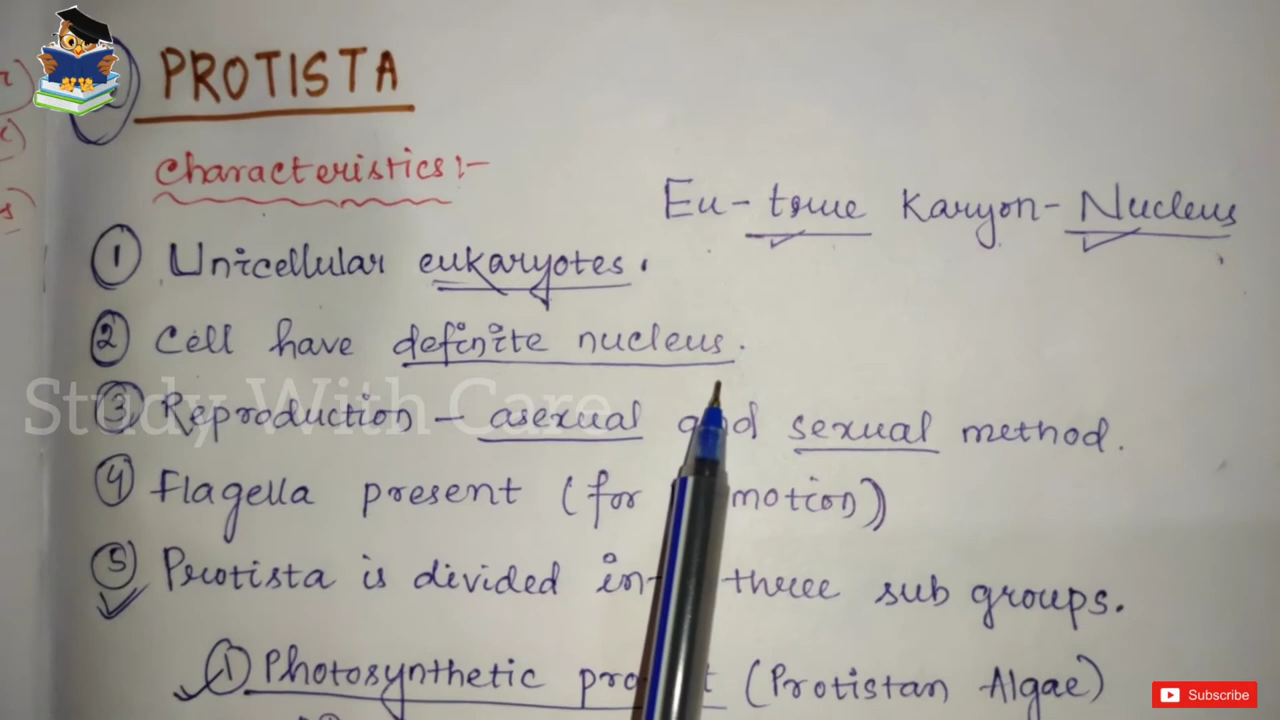 PROTISTA
Characteristics:-
Eu- true Karyon- Nucleus
① Unicellular eukaryotes.
② Cell have definite nucleus.
Study With Care
③ Reproduction - asexual and sexual method.
④ Flagella present (for motion)
⑤ Protista is divided in- three sub groups.
① Photosynthetic (Protistan Algae)
Subscribe